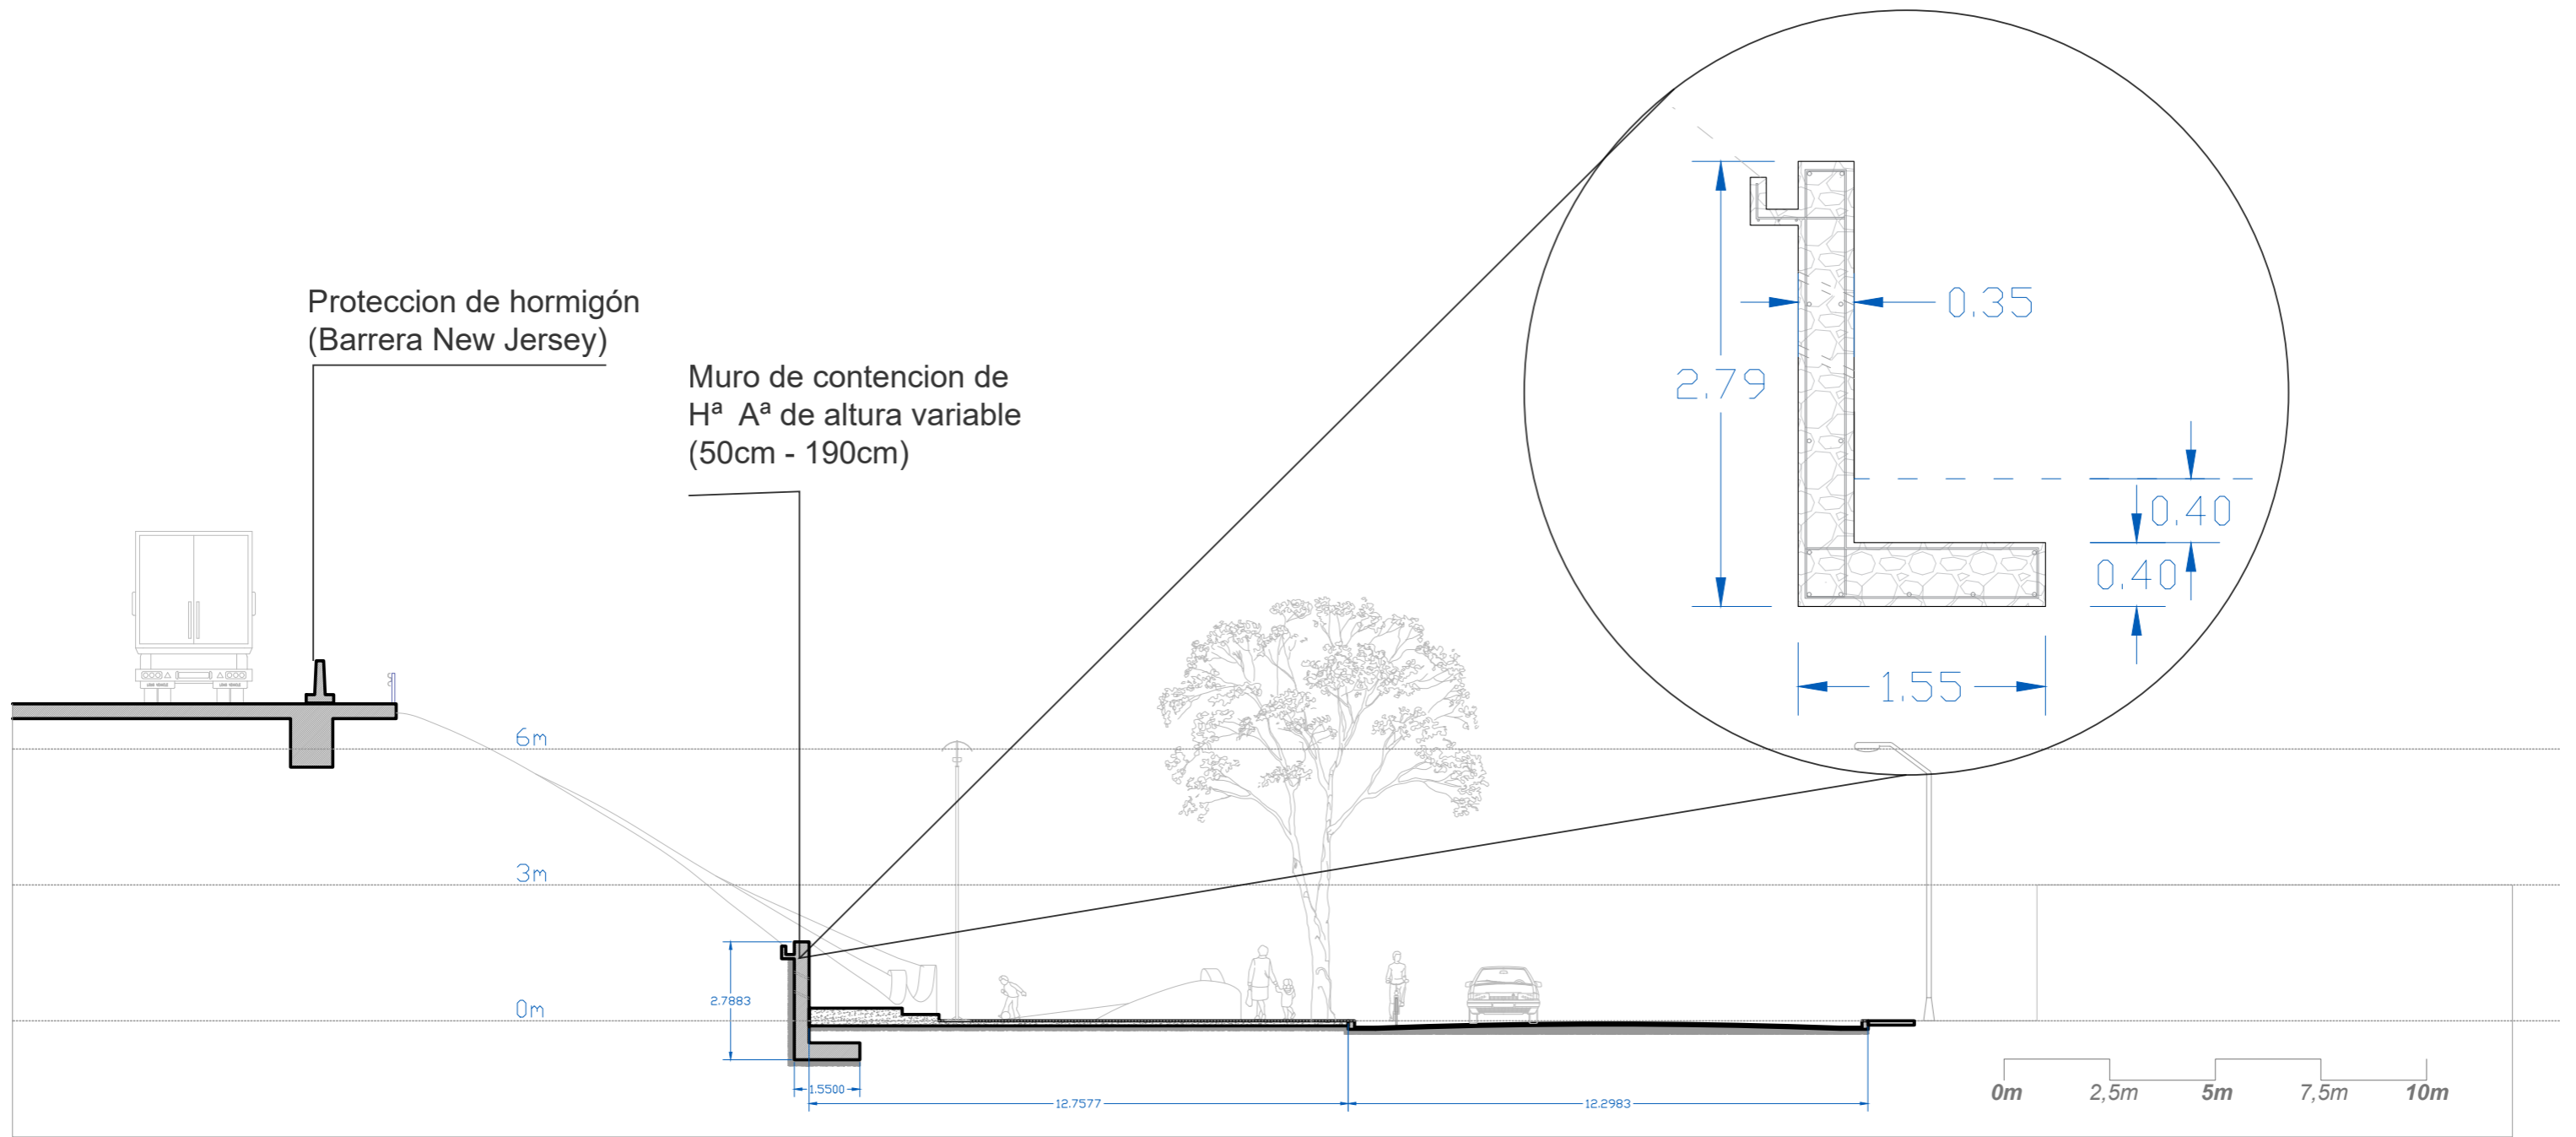 Proteccion de hormigón
(Barrera New Jersey)
Muro de contencion de
Hª Aª de altura variable
(50cm - 190cm)
2.79
0.35
0.40
0.40
1.55
6m
3m
0m
2.7883
1.5500
12.7577
12.2983
0m 2,5m 5m 7,5m 10m